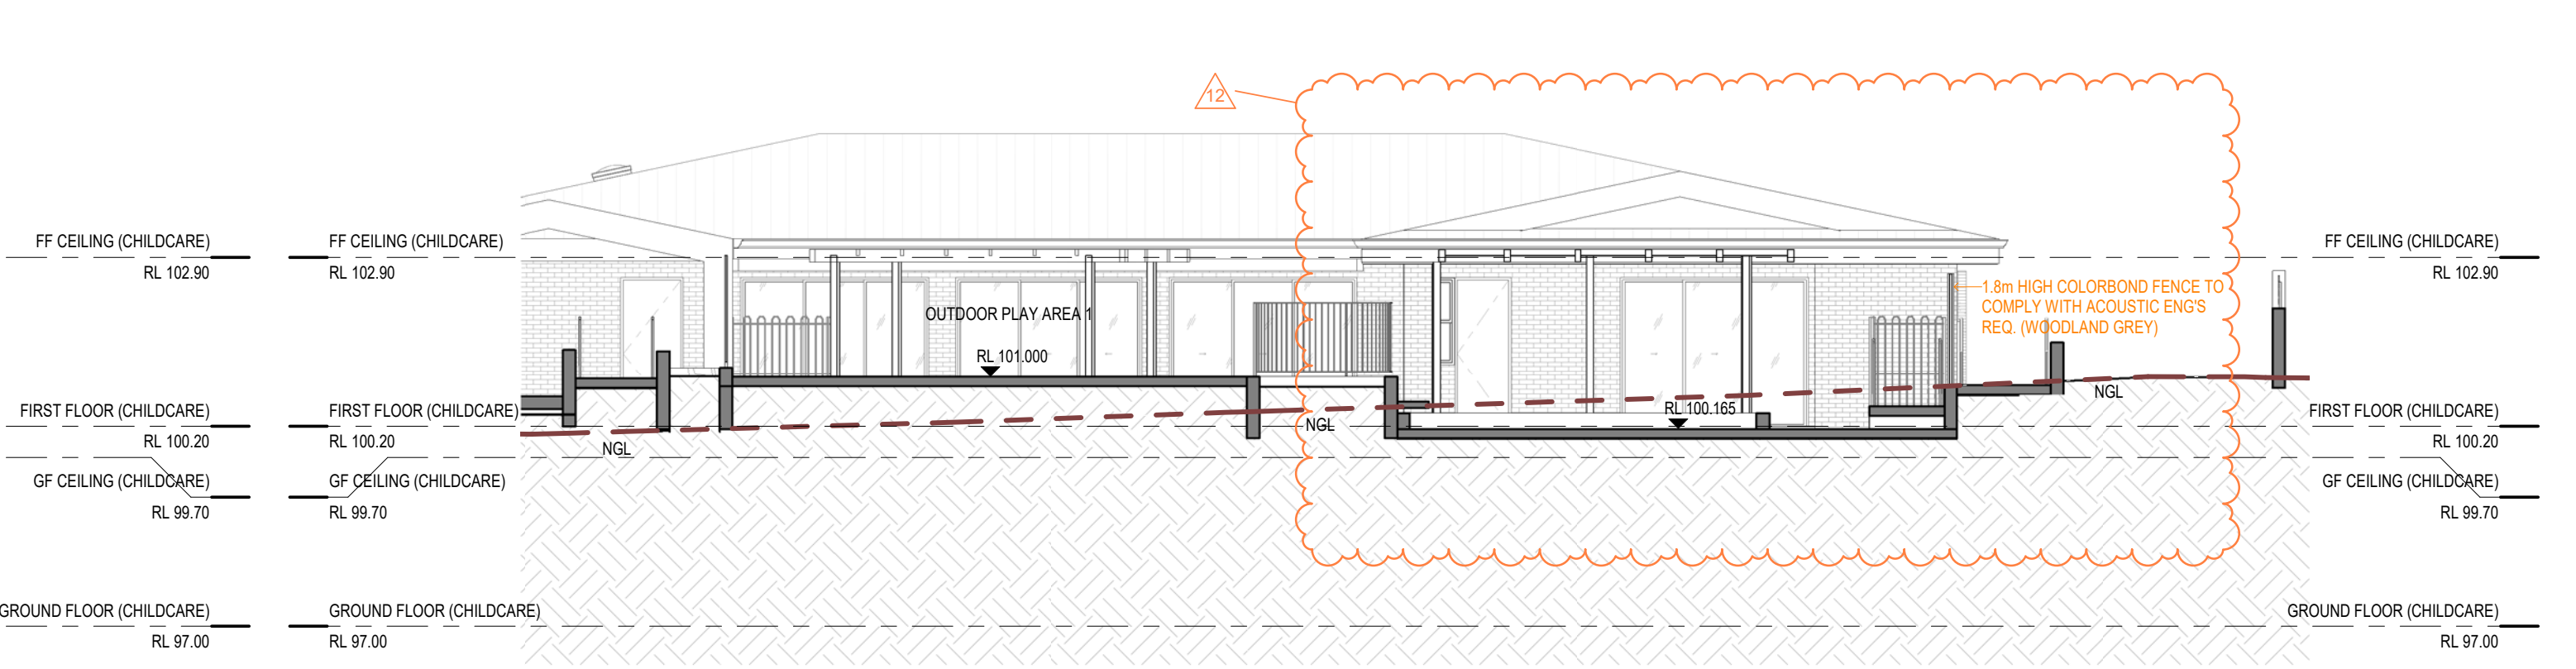 12
FF CEILING (CHILDCARE)
RL 102.90
FF CEILING (CHILDCARE)
RL 102.90
FF CEILING (CHILDCARE)
RL 102.90
1.8m HIGH COLORBOND FENCE TO
COMPLY WITH ACOUSTIC ENG'S
REQ. (WOODLAND GREY)
OUTDOOR PLAY AREA 1
RL 101.000
RL 100.165
NGL
NGL
NGL
FIRST FLOOR (CHILDCARE)
RL 100.20
FIRST FLOOR (CHILDCARE)
RL 100.20
FIRST FLOOR (CHILDCARE)
RL 100.20
GF CEILING (CHILDCARE)
RL 99.70
GF CEILING (CHILDCARE)
RL 99.70
GF CEILING (CHILDCARE)
RL 99.70
GROUND FLOOR (CHILDCARE)
RL 97.00
GROUND FLOOR (CHILDCARE)
RL 97.00
GROUND FLOOR (CHILDCARE)
RL 97.00